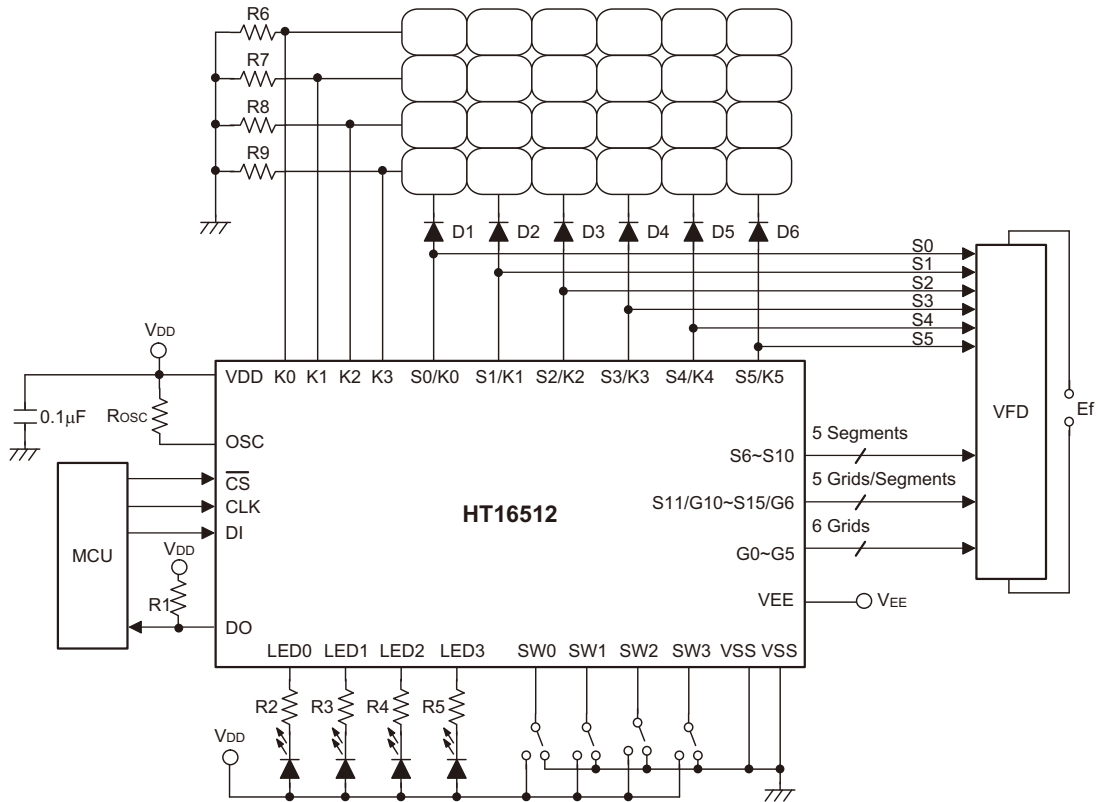 R6
R7
R8
R9
D1 D2 D3 D4 D5 D6
S0
S1
S2
S3
S4
S5
VDD
VDD K0 K1 K2 K3 S0/K0 S1/K1 S2/K2 S3/K3 S4/K4 S5/K5
0.1μF
ROSC
OSC
VFD
Ef
5 Segments
S6~S10
5 Grids/Segments
S11/G10~S15/G6
6 Grids
G0~G5
CS
CLK
DI
HT16512
MCU
VDD
R1
DO
VEE
VEE
LED0 LED1 LED2 LED3 SW0 SW1 SW2 SW3 VSS VSS
R2 R3 R4 R5
VDD